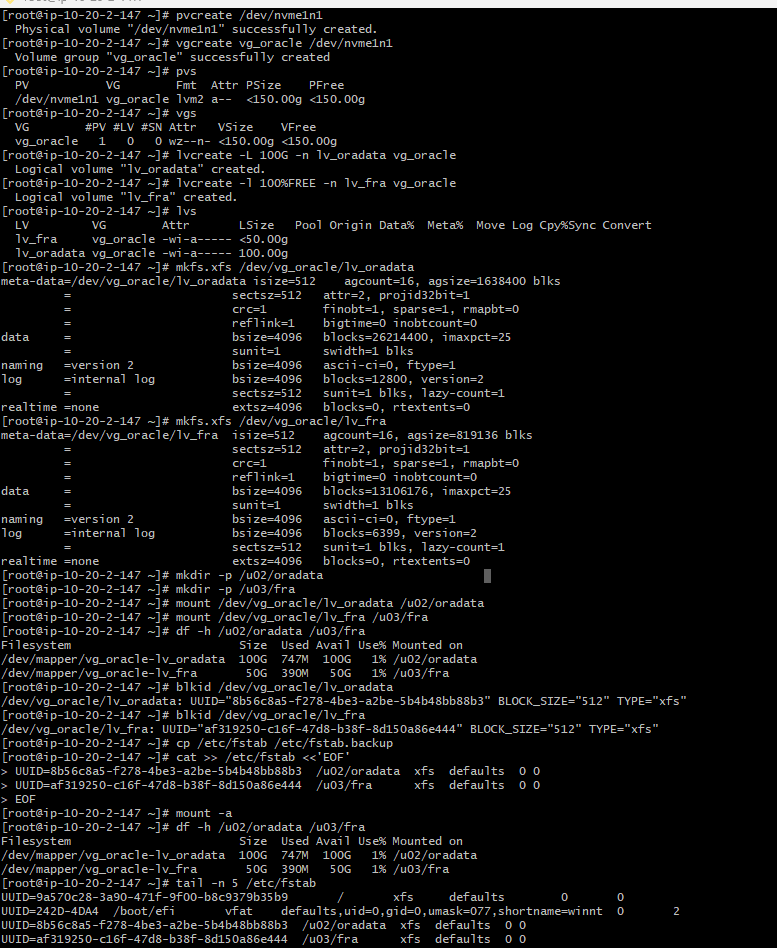 [root@ip-10-20-2-147 ~]# pvcreate /dev/nvme1n1
  Physical volume "/dev/nvme1n1" successfully created.
[root@ip-10-20-2-147 ~]# vgcreate vg_oracle /dev/nvme1n1
  Volume group "vg_oracle" successfully created
[root@ip-10-20-2-147 ~]# pvs
  PV           VG        Fmt  Attr PSize    PFree
  /dev/nvme1n1 vg_oracle lvm2 a--  <150.00g <150.00g
[root@ip-10-20-2-147 ~]# vgs
  VG        #PV #LV #SN Attr   VSize    VFree
  vg_oracle   1   0   0 wz--n- <150.00g <150.00g
[root@ip-10-20-2-147 ~]# lvcreate -L 100G -n lv_oradata vg_oracle
  Logical volume "lv_oradata" created.
[root@ip-10-20-2-147 ~]# lvcreate -l 100%FREE -n lv_fra vg_oracle
  Logical volume "lv_fra" created.
[root@ip-10-20-2-147 ~]# lvs
  LV         VG        Attr       LSize   Pool Origin Data%  Meta%  Move Log Cpy%Sync Convert
  lv_fra     vg_oracle -wi-a----- <50.00g
  lv_oradata vg_oracle -wi-a----- 100.00g
[root@ip-10-20-2-147 ~]# mkfs.xfs /dev/vg_oracle/lv_oradata
meta-data=/dev/vg_oracle/lv_oradata isize=512    agcount=16, agsize=1638400 blks
         =                       sectsz=512   attr=2, projid32bit=1
         =                       crc=1        finobt=1, sparse=1, rmapbt=0
         =                       reflink=1    bigtime=0 inobtcount=0
data     =                       bsize=4096   blocks=26214400, imaxpct=25
         =                       sunit=1      swidth=1 blks
naming   =version 2              bsize=4096   ascii-ci=0, ftype=1
log      =internal log           bsize=4096   blocks=12800, version=2
         =                       sectsz=512   sunit=1 blks, lazy-count=1
realtime =none                   extsz=4096   blocks=0, rtextents=0
[root@ip-10-20-2-147 ~]# mkfs.xfs /dev/vg_oracle/lv_fra
meta-data=/dev/vg_oracle/lv_fra  isize=512    agcount=16, agsize=819136 blks
         =                       sectsz=512   attr=2, projid32bit=1
         =                       crc=1        finobt=1, sparse=1, rmapbt=0
         =                       reflink=1    bigtime=0 inobtcount=0
data     =                       bsize=4096   blocks=13106176, imaxpct=25
         =                       sunit=1      swidth=1 blks
naming   =version 2              bsize=4096   ascii-ci=0, ftype=1
log      =internal log           bsize=4096   blocks=6399, version=2
         =                       sectsz=512   sunit=1 blks, lazy-count=1
realtime =none                   extsz=4096   blocks=0, rtextents=0
[root@ip-10-20-2-147 ~]# mkdir -p /u02/oradata
[root@ip-10-20-2-147 ~]# mkdir -p /u03/fra
[root@ip-10-20-2-147 ~]# mount /dev/vg_oracle/lv_oradata /u02/oradata
[root@ip-10-20-2-147 ~]# mount /dev/vg_oracle/lv_fra /u03/fra
[root@ip-10-20-2-147 ~]# df -h /u02/oradata /u03/fra
Filesystem                        Size  Used Avail Use% Mounted on
/dev/mapper/vg_oracle-lv_oradata  100G  747M  100G   1% /u02/oradata
/dev/mapper/vg_oracle-lv_fra       50G  390M   50G   1% /u03/fra
[root@ip-10-20-2-147 ~]# blkid /dev/vg_oracle/lv_oradata
/dev/vg_oracle/lv_oradata: UUID="8b56c8a5-f278-4be3-a2be-5b4b48bb88b3" BLOCK_SIZE="512" TYPE="xfs"
[root@ip-10-20-2-147 ~]# blkid /dev/vg_oracle/lv_fra
/dev/vg_oracle/lv_fra: UUID="af319250-c16f-47d8-b38f-8d150a86e444" BLOCK_SIZE="512" TYPE="xfs"
[root@ip-10-20-2-147 ~]# cp /etc/fstab /etc/fstab.backup
[root@ip-10-20-2-147 ~]# cat >> /etc/fstab <<'EOF'
> UUID=8b56c8a5-f278-4be3-a2be-5b4b48bb88b3  /u02/oradata  xfs  defaults  0 0
> UUID=af319250-c16f-47d8-b38f-8d150a86e444  /u03/fra      xfs  defaults  0 0
> EOF
[root@ip-10-20-2-147 ~]# mount -a
[root@ip-10-20-2-147 ~]# df -h /u02/oradata /u03/fra
Filesystem                        Size  Used Avail Use% Mounted on
/dev/mapper/vg_oracle-lv_oradata  100G  747M  100G   1% /u02/oradata
/dev/mapper/vg_oracle-lv_fra       50G  390M   50G   1% /u03/fra
[root@ip-10-20-2-147 ~]# tail -n 5 /etc/fstab
UUID=9a570c28-3a90-471f-9f00-b8c9379b35b9       /       xfs     defaults        0       0
UUID=242D-4DA4  /boot/efi       vfat    defaults,uid=0,gid=0,umask=077,shortname=winnt  0       2
UUID=8b56c8a5-f278-4be3-a2be-5b4b48bb88b3  /u02/oradata  xfs  defaults  0 0
UUID=af319250-c16f-47d8-b38f-8d150a86e444  /u03/fra      xfs  defaults  0 0